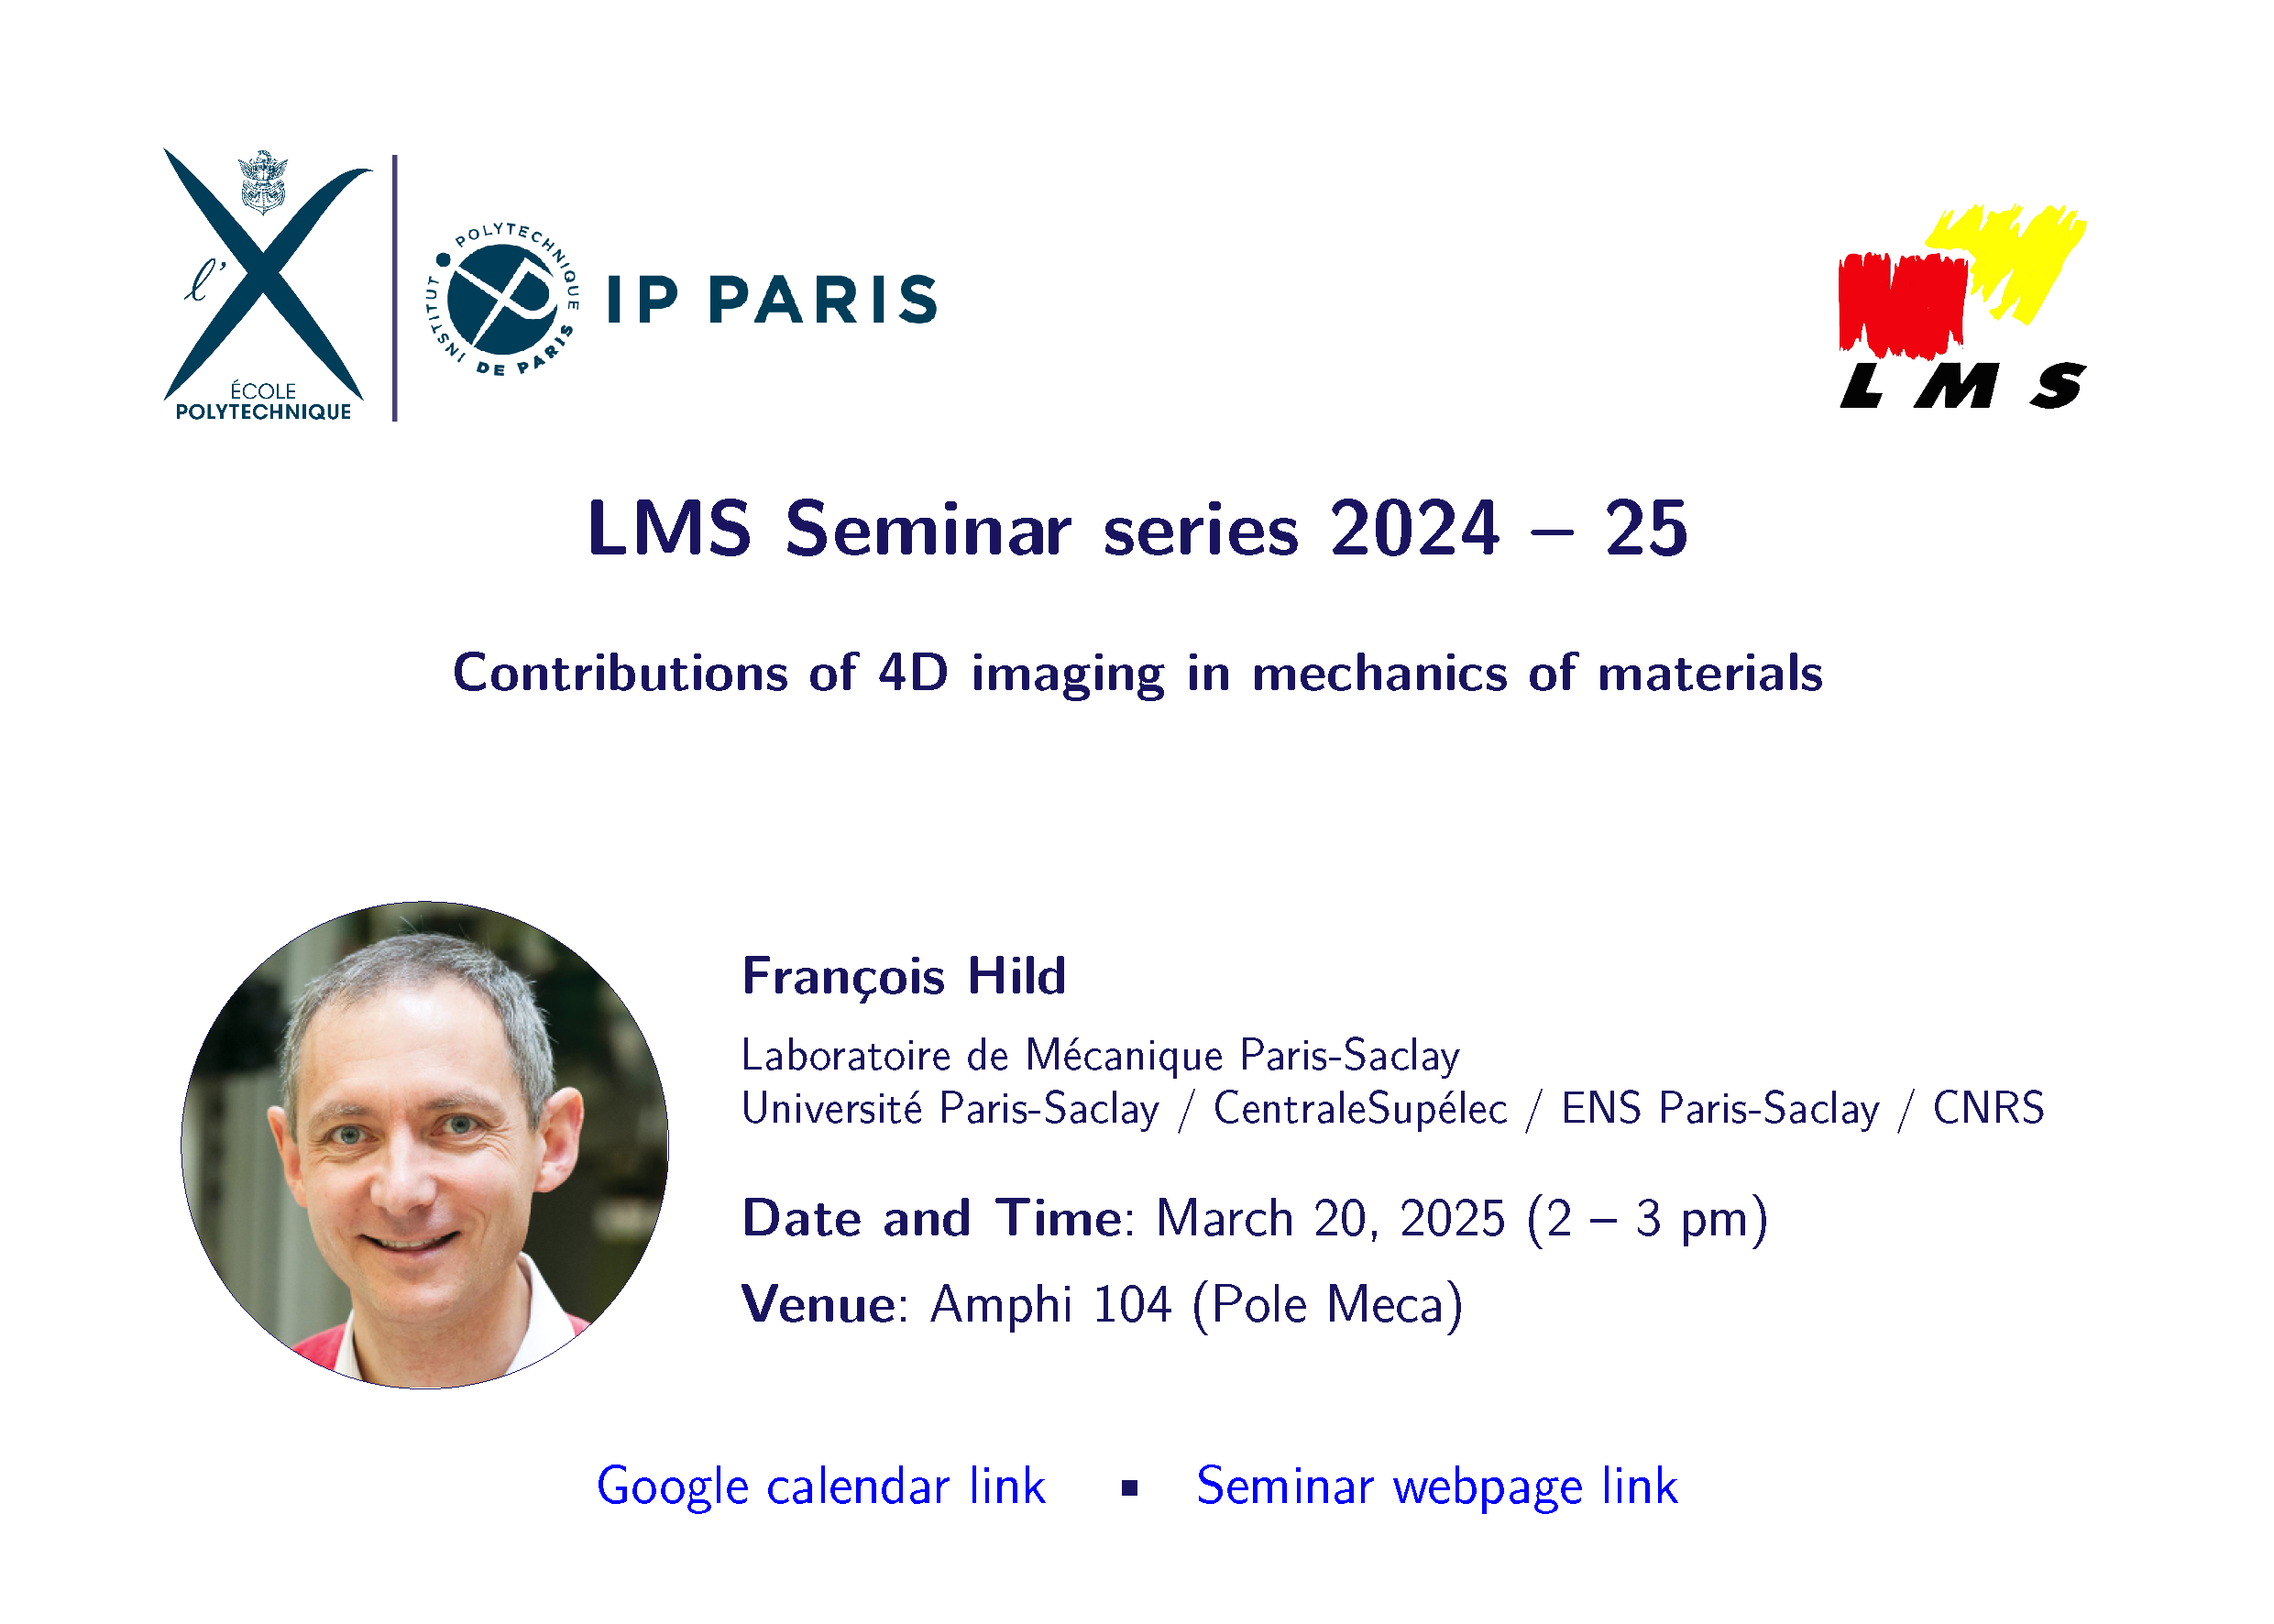 l'
ÉCOLE
POLYTECHNIQUE
INSTITUT POLYTECHNIQUE DE PARIS
IP PARIS
LMS
LMS Seminar series 2024 – 25
Contributions of 4D imaging in mechanics of materials
François Hild
Laboratoire de Mécanique Paris-Saclay
Université Paris-Saclay / CentraleSupélec / ENS Paris-Saclay / CNRS
Date and Time: March 20, 2025 (2 – 3 pm)
Venue: Amphi 104 (Pole Meca)
Google calendar link ▪ Seminar webpage link